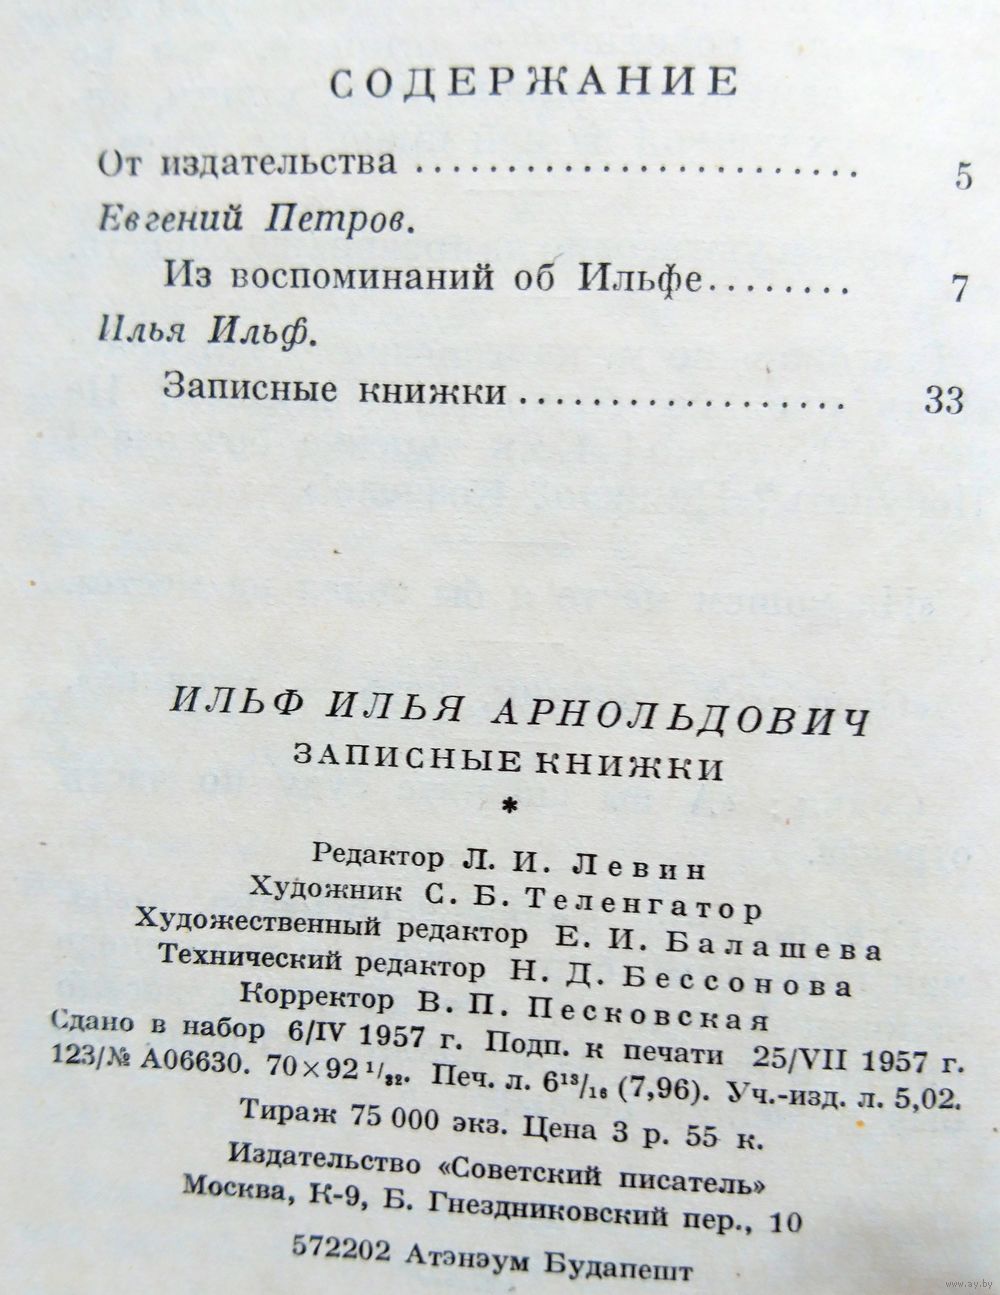 СОДЕРЖАНИЕ
От издательства ........................ 5
Евгений Петров.
Из воспоминаний об Ильфе........ 7
Илья Ильф.
Записные книжки.................. 33
ИЛЬФ ИЛЬЯ АРНОЛЬДОВИЧ
ЗАПИСНЫЕ КНИЖКИ
*
Редактор Л. И. Левин
Художник С. Б. Теленгатор
Художественный редактор Е. И. Балашева
Технический редактор Н. Д. Бессонова
Корректор В. П. Песковская
Сдано в набор 6/IV 1957 г. Подп. к печати 25/VII 1957 г.
123/№ А06630. 70×92 1/32. Печ. л. 6 13/16 (7,96). Уч.-изд. л. 5,02.
Тираж 75 000 экз. Цена 3 р. 55 к.
Издательство «Советский писатель»
Москва, К-9, Б. Гнездниковский пер., 10
572202 Атэнэум Будапешт
www.ay.by